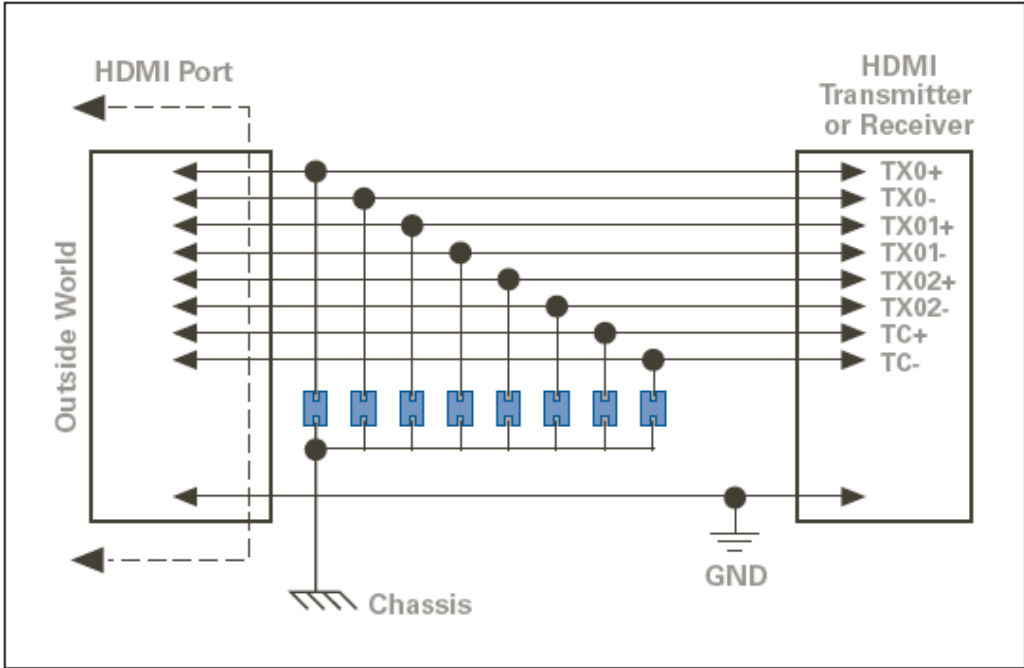 HDMI Port
HDMI
Transmitter
or Receiver
Outside World
TX0+
TX0-
TX01+
TX01-
TX02+
TX02-
TC+
TC-
GND
Chassis